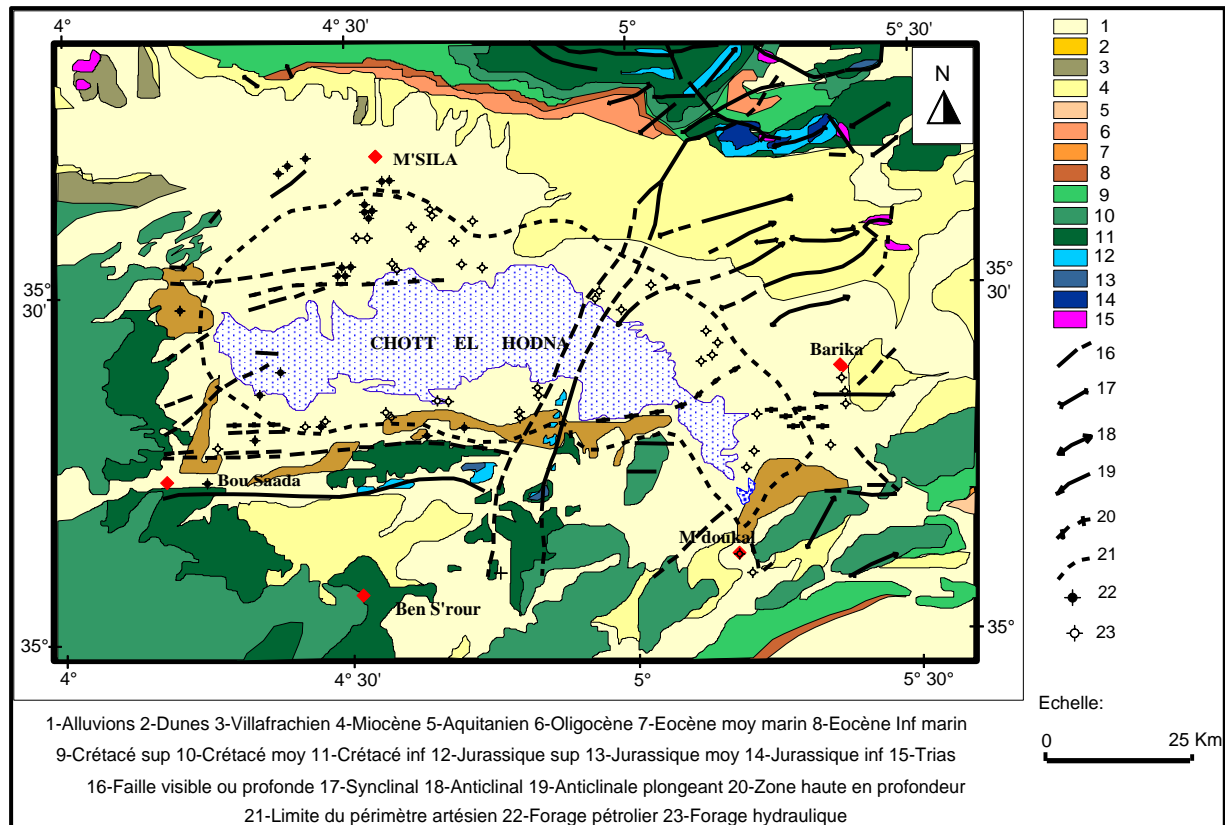 4°
4° 30'
5°
5° 30'
1
2
3
4
5
6
7
8
9
10
11
12
13
14
15
16
17
18
19
20
21
22
23
N
M'SILA
35°
30'
35°
30'
CHOTT EL HODNA
Barika
Bou Saada
M'doukal
Ben S'rour
35°
35°
4°
4° 30'
5°
5° 30'
Echelle:
0 25 Km
1-Alluvions 2-Dunes 3-Villafrachien 4-Miocène 5-Aquitanien 6-Oligocène 7-Eocène moy marin 8-Eocène Inf marin
9-Crétacé sup 10-Crétacé moy 11-Crétacé inf 12-Jurassique sup 13-Jurassique moy 14-Jurassique inf 15-Trias
16-Faille visible ou profonde 17-Synclinal 18-Anticlinal 19-Anticlinale plongeant 20-Zone haute en profondeur
21-Limite du périmètre artésien 22-Forage pétrolier 23-Forage hydraulique